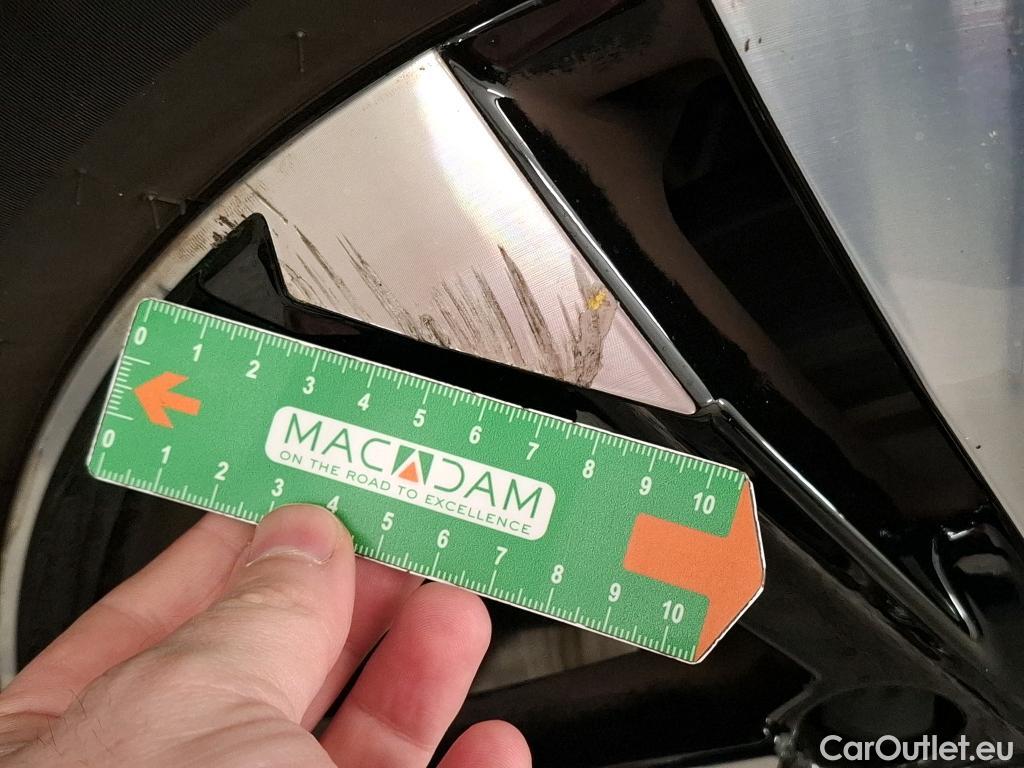 0 1 2 3 4 5 6 7 8 9 10
MACADAM
ON THE ROAD TO EXCELLENCE
0 1 2 3 4 5 6 7 8 9 10
CarOutlet.eu